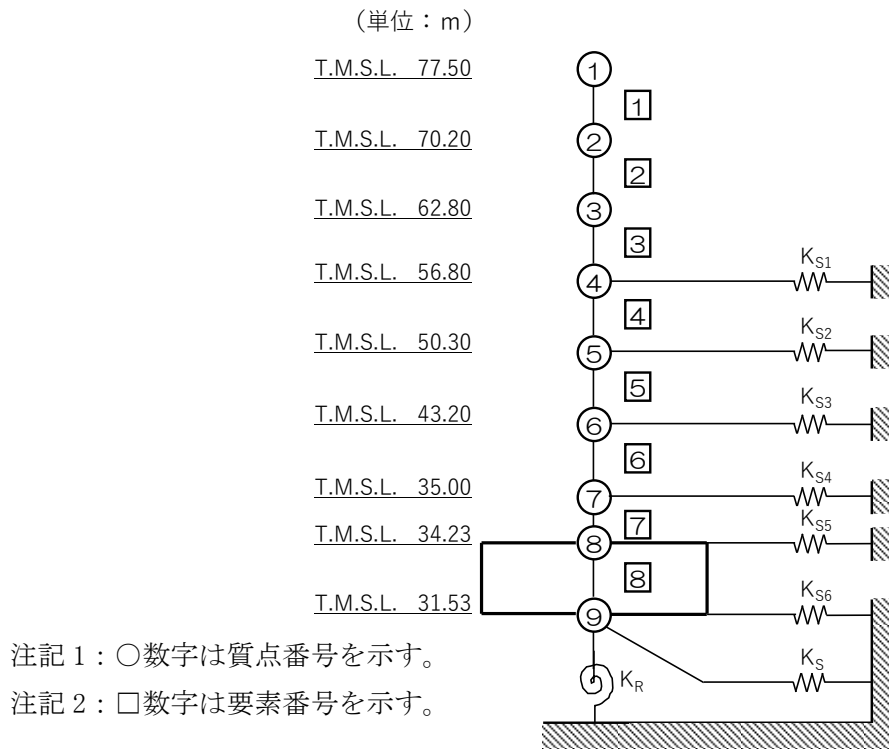 （単位：m）
T.M.S.L. 77.50
①
1
T.M.S.L. 70.20
②
2
T.M.S.L. 62.80
③
3
T.M.S.L. 56.80
④
KS1
4
T.M.S.L. 50.30
⑤
KS2
5
T.M.S.L. 43.20
⑥
KS3
6
T.M.S.L. 35.00
⑦
KS4
7
T.M.S.L. 34.23
⑧
KS5
8
T.M.S.L. 31.53
⑨
KS6
KS
KR
注記1：○数字は質点番号を示す。
注記2：□数字は要素番号を示す。